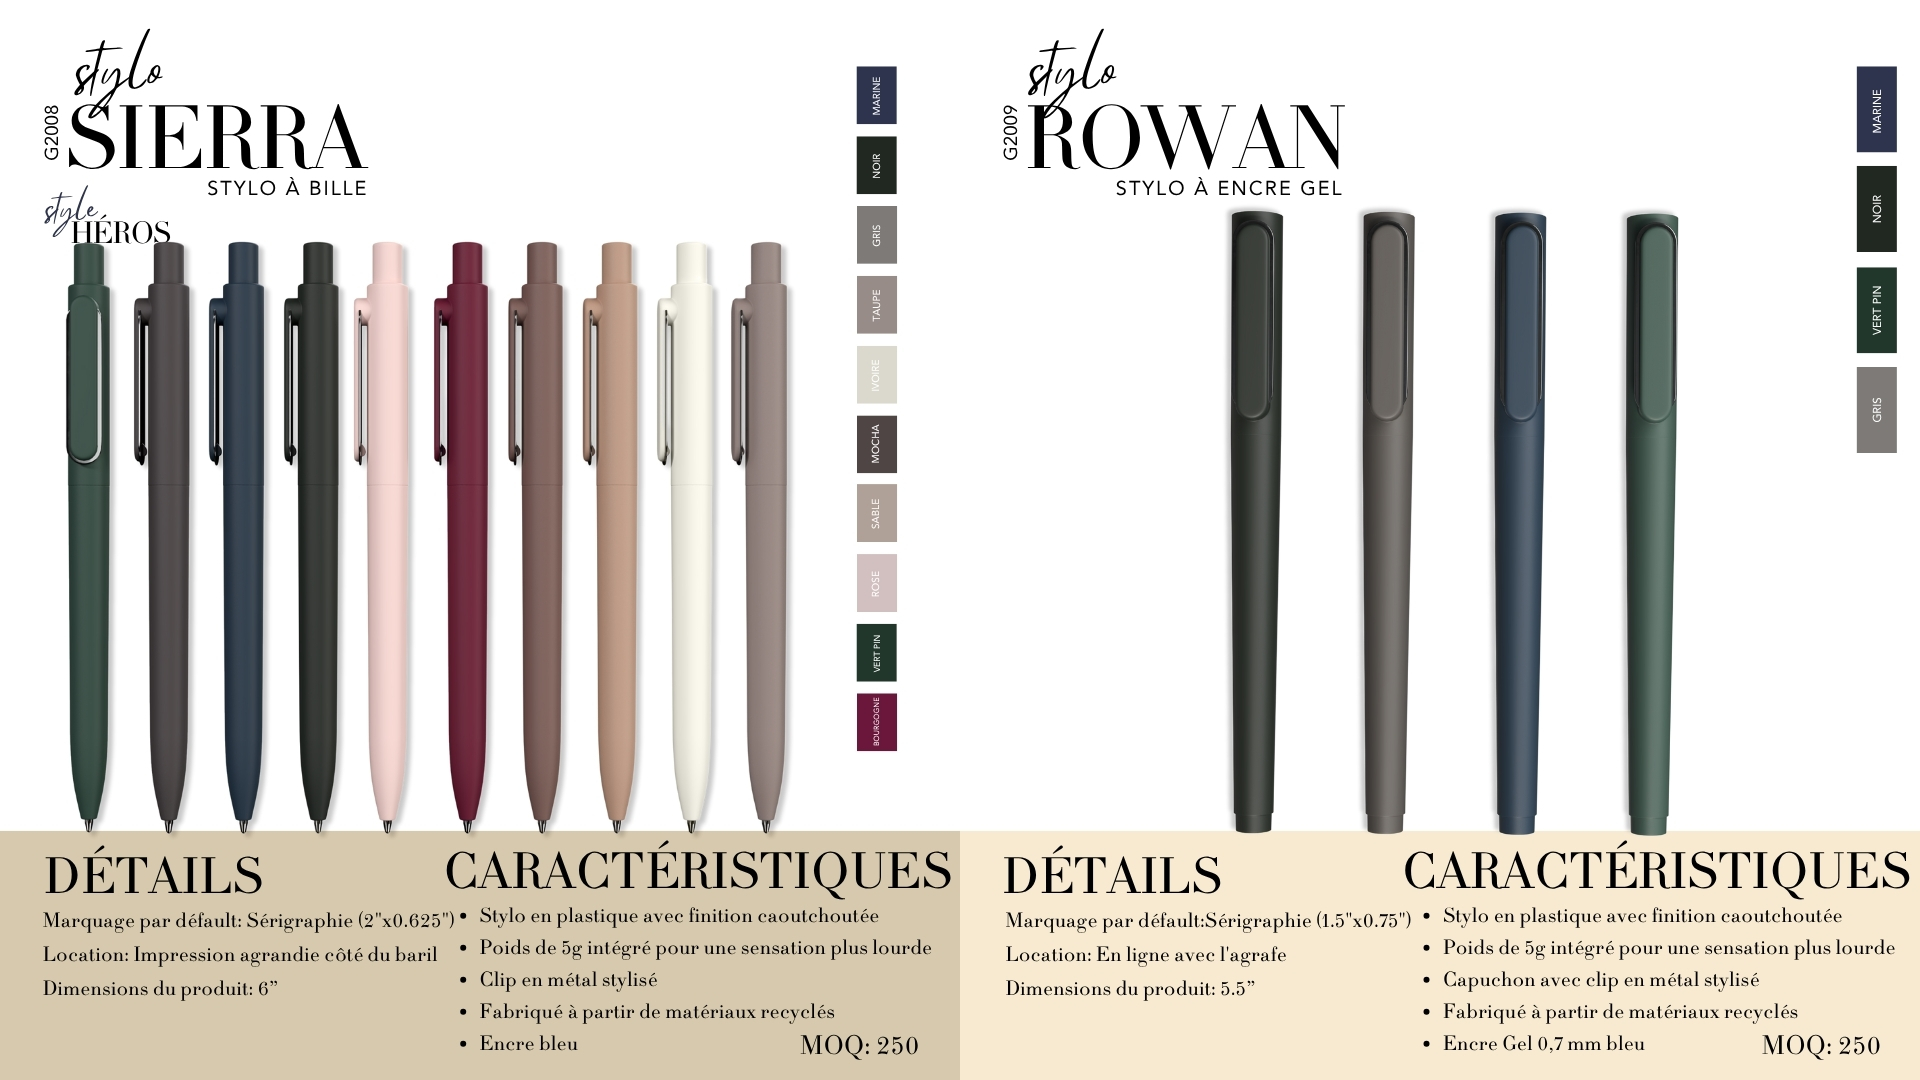 stylo
G2008
SIERRA
STYLO À BILLE
style
HÉROS
MARINE
NOIR
GRIS
TAUPE
IVOIRE
MOCHA
SABLE
ROSE
VERT PIN
BOURGOGNE
DÉTAILS
Marquage par défault: Sérigraphie (2"x0.625")
Location: Impression agrandie côté du baril
Dimensions du produit: 6”
CARACTÉRISTIQUES
• Stylo en plastique avec finition caoutchoutée
• Poids de 5g intégré pour une sensation plus lourde
• Clip en métal stylisé
• Fabriqué à partir de matériaux recyclés
• Encre bleu
MOQ: 250
stylo
G2009
ROWAN
STYLO À ENCRE GEL
MARINE
NOIR
VERT PIN
GRIS
DÉTAILS
Marquage par défault:Sérigraphie (1.5"x0.75")
Location: En ligne avec l'agrafe
Dimensions du produit: 5.5”
CARACTÉRISTIQUES
• Stylo en plastique avec finition caoutchoutée
• Poids de 5g intégré pour une sensation plus lourde
• Capuchon avec clip en métal stylisé
• Fabriqué à partir de matériaux recyclés
• Encre Gel 0,7 mm bleu
MOQ: 250